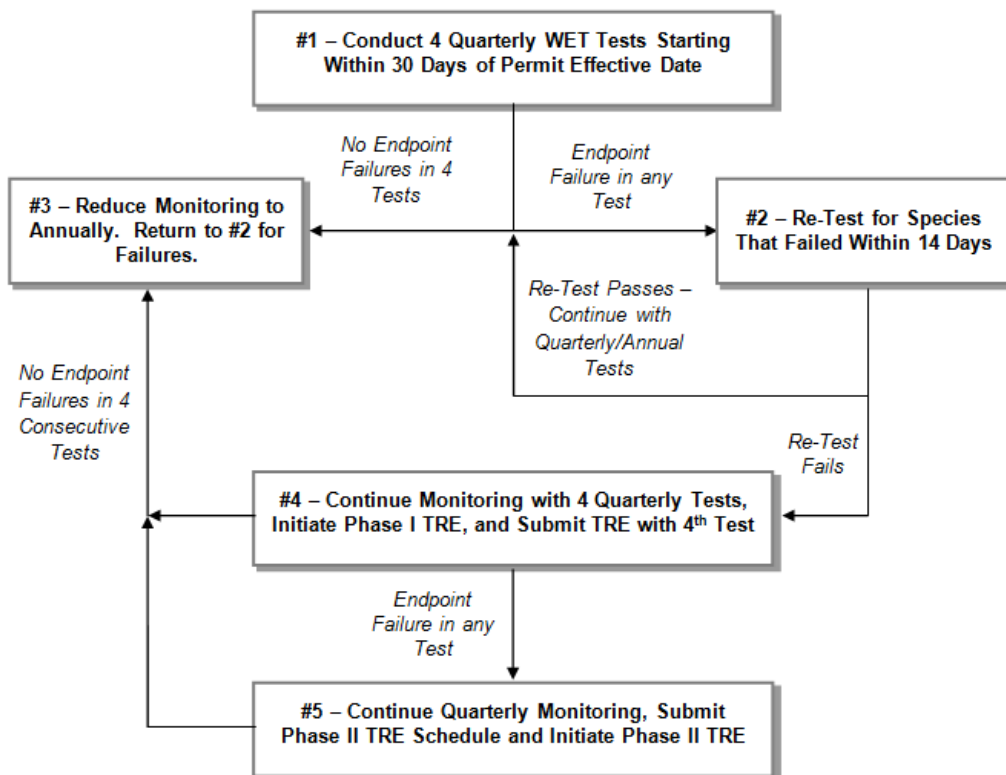 #1 – Conduct 4 Quarterly WET Tests Starting
Within 30 Days of Permit Effective Date
No Endpoint
Failures in 4
Tests
Endpoint
Failure in any
Test
#3 – Reduce Monitoring to
Annually.  Return to #2 for
Failures.
#2 – Re-Test for Species
That Failed Within 14 Days
Re-Test Passes –
Continue with
Quarterly/Annual
Tests
No Endpoint
Failures in 4
Consecutive
Tests
Re-Test
Fails
#4 – Continue Monitoring with 4 Quarterly Tests,
Initiate Phase I TRE, and Submit TRE with 4th Test
Endpoint
Failure in any
Test
#5 – Continue Quarterly Monitoring, Submit
Phase II TRE Schedule and Initiate Phase II TRE